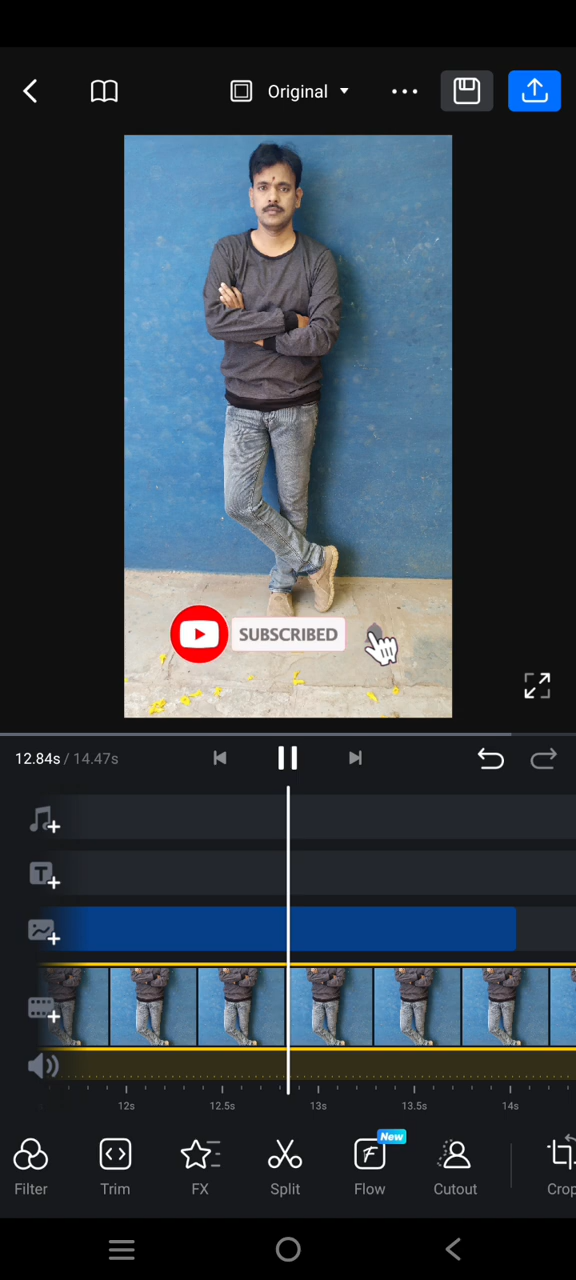 Original
SUBSCRIBED
12.84s / 14.47s
12s 12.5s 13s 13.5s 14s
New
Filter Trim FX Split Flow Cutout Crop